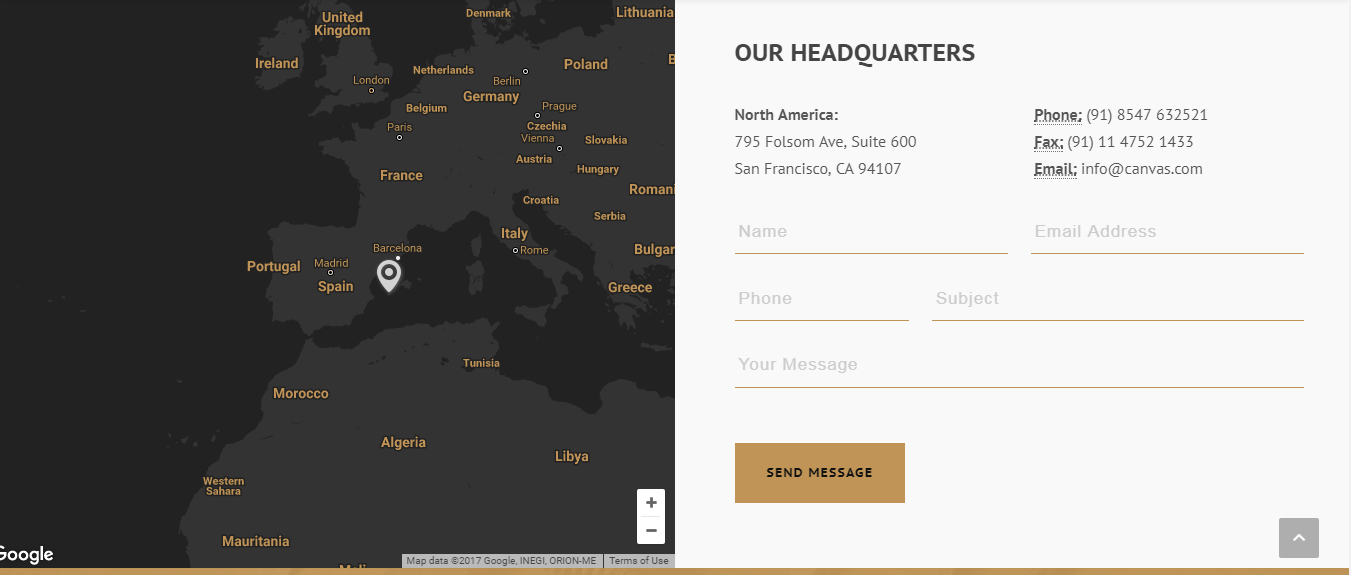 United
Kingdom
Denmark
Lithuania
Ireland
Netherlands
Poland
London
Berlin
Germany
Belgium
Prague
Paris
Czechia
Vienna
Slovakia
Austria
Hungary
France
Romani
Croatia
Serbia
Italy
Barcelona
Rome
Bulgar
Portugal
Madrid
Spain
Greece
Tunisia
Morocco
Algeria
Libya
Western
Sahara
Mauritania
Google
Map data ©2017 Google, INEGI, ORION-ME
Terms of Use
OUR HEADQUARTERS
North America:
795 Folsom Ave, Suite 600
San Francisco, CA 94107
Phone: (91) 8547 632521
Fax: (91) 11 4752 1433
Email: info@canvas.com
Name
Email Address
Phone
Subject
Your Message
SEND MESSAGE